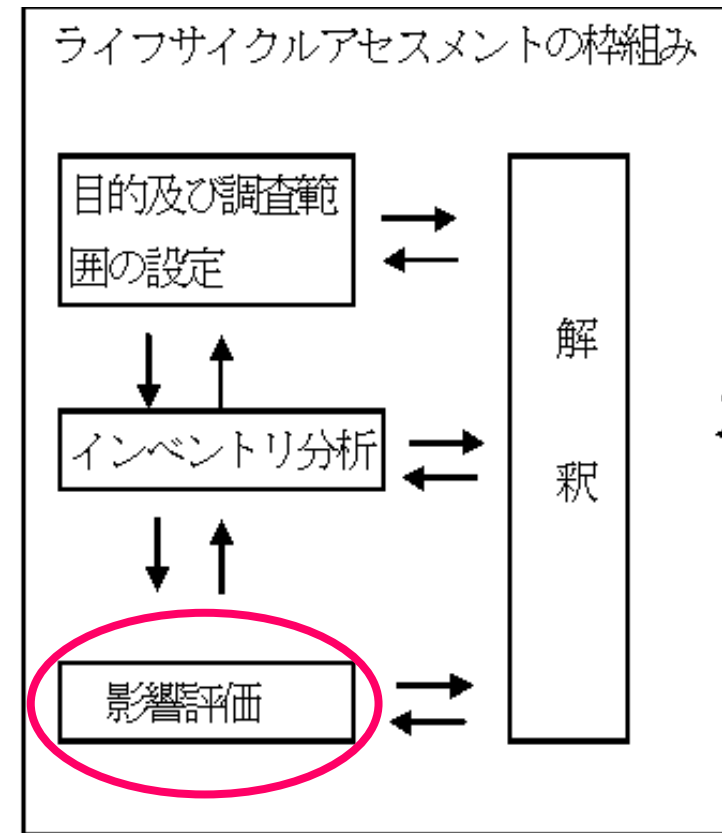 ライフサイクルアセスメントの枠組み
目的及び調査範
囲の設定
解
釈
インベントリ分析
影響評価